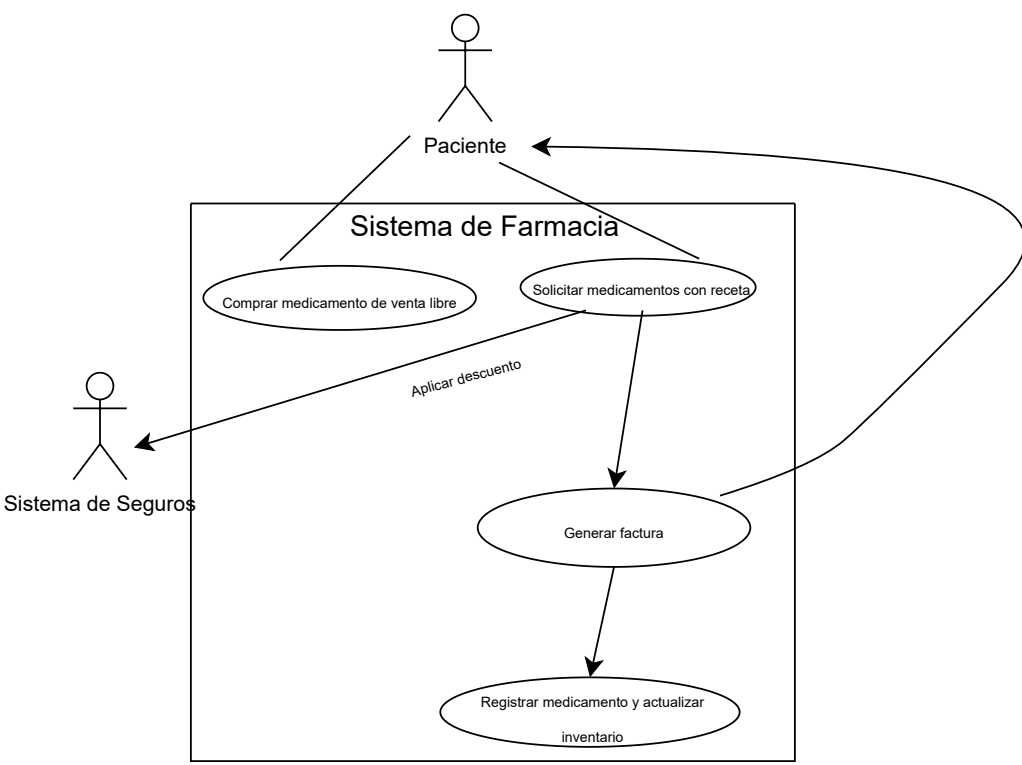 Paciente
Sistema de Farmacia
Comprar medicamento de venta libre
Solicitar medicamentos con receta
Aplicar descuento
Sistema de Seguros
Generar factura
Registrar medicamento y actualizar
inventario